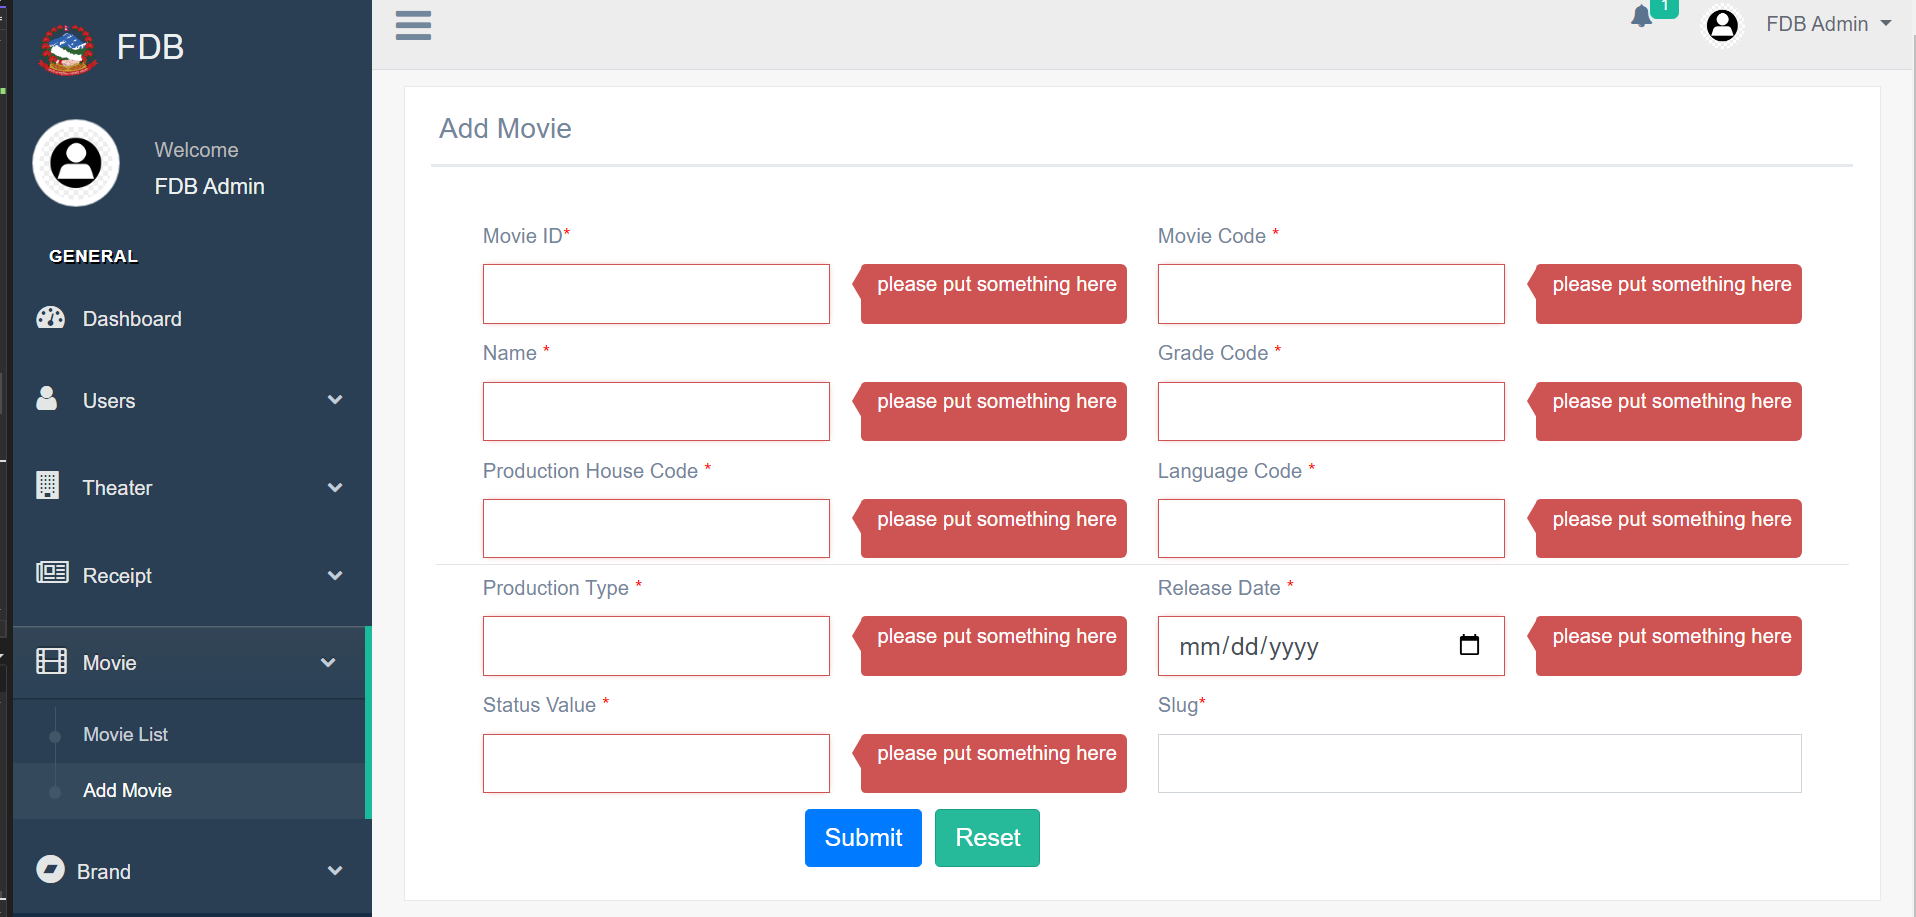 FDB
Welcome
FDB Admin
GENERAL
Dashboard
Users
Theater
Receipt
Movie
Movie List
Add Movie
Brand
1
FDB Admin
Add Movie
Movie ID*
please put something here
Movie Code *
please put something here
Name *
please put something here
Grade Code *
please put something here
Production House Code *
please put something here
Language Code *
please put something here
Production Type *
please put something here
Release Date *
mm/dd/yyyy
please put something here
Status Value *
please put something here
Slug*
Submit
Reset